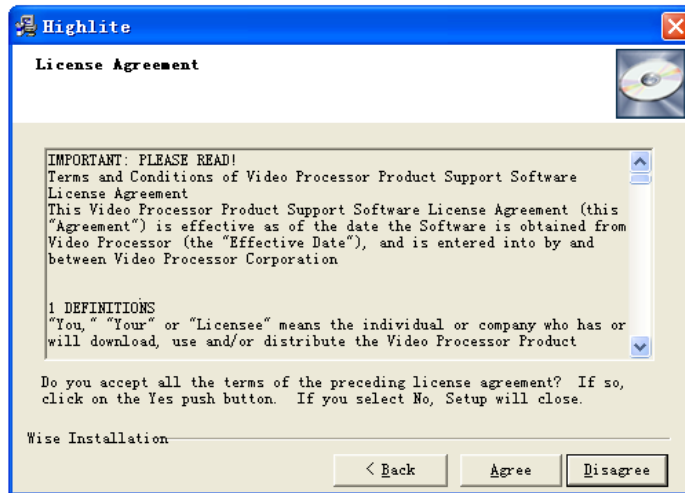 Highlite
License Agreement
IMPORTANT: PLEASE READ!
Terms and Conditions of Video Processor Product Support Software
License Agreement
This Video Processor Product Support Software License Agreement (this
"Agreement") is effective as of the date the Software is obtained from
Video Processor (the "Effective Date"), and is entered into by and
between Video Processor Corporation
1 DEFINITIONS
"You," "Your" or "Licensee" means the individual or company who has or
will download, use and/or distribute the Video Processor Product
Do you accept all the terms of the preceding license agreement?  If so,
click on the Yes push button.  If you select No, Setup will close.
Wise Installation
< Back Agree Disagree